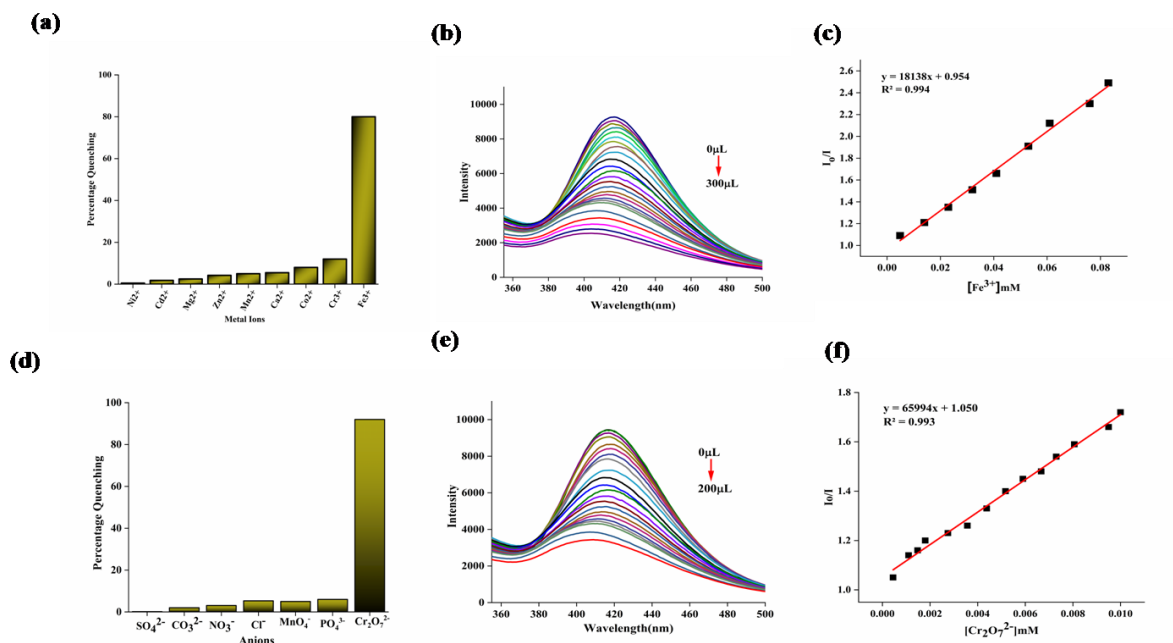 (a)
100
80
60
40
20
0
Percentage Quenching
Ni2+ Cd2+ Mg2+ Zn2+ Mn2+ Ca2+ Co2+ Cr3+ Fe3+
Metal Ions
(b)
10000
8000
6000
4000
2000
0
Intensity
0µL
300µL
360 380 400 420 440 460 480 500
Wavelength(nm)
(c)
y = 18138x + 0.954
R² = 0.994
2.6
2.4
2.2
2.0
1.8
1.6
1.4
1.2
1.0
I₀/I
0.00 0.02 0.04 0.06 0.08
[Fe³⁺]mM
(d)
100
80
60
40
20
0
Percentage Quenching
SO₄²⁻ CO₃²⁻ NO₃⁻ Cl⁻ MnO₄⁻ PO₄³⁻ Cr₂O₇²⁻
Anions
(e)
10000
8000
6000
4000
2000
0
Intensity
0µL
200µL
360 380 400 420 440 460 480 500
Wavelength(nm)
(f)
y = 65994x + 1.050
R² = 0.993
1.8
1.6
1.4
1.2
1.0
Io/I
0.000 0.002 0.004 0.006 0.008 0.010
[Cr₂O₇²⁻]mM